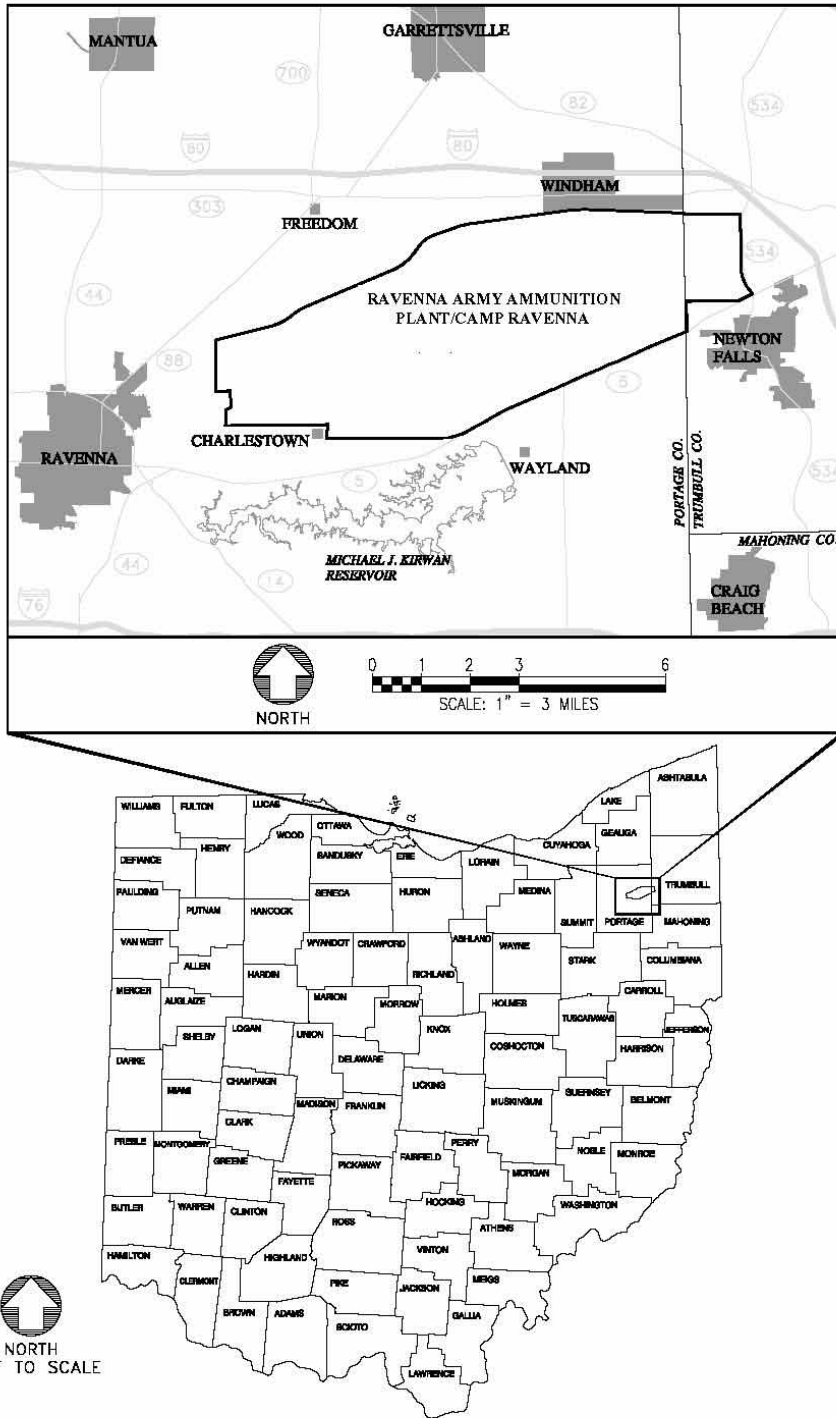 MANTUA
GARRETTSVILLE
700
82
534
80
80
WINDHAM
303
FREEDOM
534
44
RAVENNA ARMY AMMUNITION
PLANT/CAMP RAVENNA
NEWTON
FALLS
88
5
CHARLESTOWN
RAVENNA
WAYLAND
PORTAGE CO.
TRUMBULL CO.
5
534
MAHONING CO.
MICHAEL J. KIRWAN
RESERVOIR
44
14
76
CRAIG
BEACH
0 1 2 3 6
SCALE: 1" = 3 MILES
NORTH
ASHTABULA
LAKE
WILLIAMS
FULTON
LUCAS
OTTAWA
GEAUGA
WOOD
CUYAHOGA
HENRY
SANDUSKY
ERIE
DEFIANCE
LORAIN
TRUMBULL
MEDINA
PAULDING
SENECA
HURON
PUTNAM
HANCOCK
SUMMIT
PORTAGE
MAHONING
VAN WERT
WYANDOT
CRAWFORD
ASHLAND
WAYNE
ALLEN
STARK
COLUMBIANA
HARDIN
RICHLAND
MERCER
CARROLL
AUGLAIZE
MARION
MORROW
HOLMES
TUSCARAWAS
JEFFERSON
LOGAN
SHELBY
UNION
KNOX
COSHOCTON
HARRISON
DARKE
DELAWARE
CHAMPAIGN
LICKING
MIAMI
GUERNSEY
BELMONT
MADISON
FRANKLIN
MUSKINGUM
CLARK
PREBLE
MONTGOMERY
PERRY
NOBLE
MONROE
GREENE
PICKAWAY
FAIRFIELD
MORGAN
FAYETTE
BUTLER
WARREN
CLINTON
HOCKING
WASHINGTON
ROSS
ATHENS
HAMILTON
HIGHLAND
VINTON
CLERMONT
PIKE
JACKSON
MEIGS
BROWN
ADAMS
GALLIA
SCIOTO
LAWRENCE
NORTH
T TO SCALE